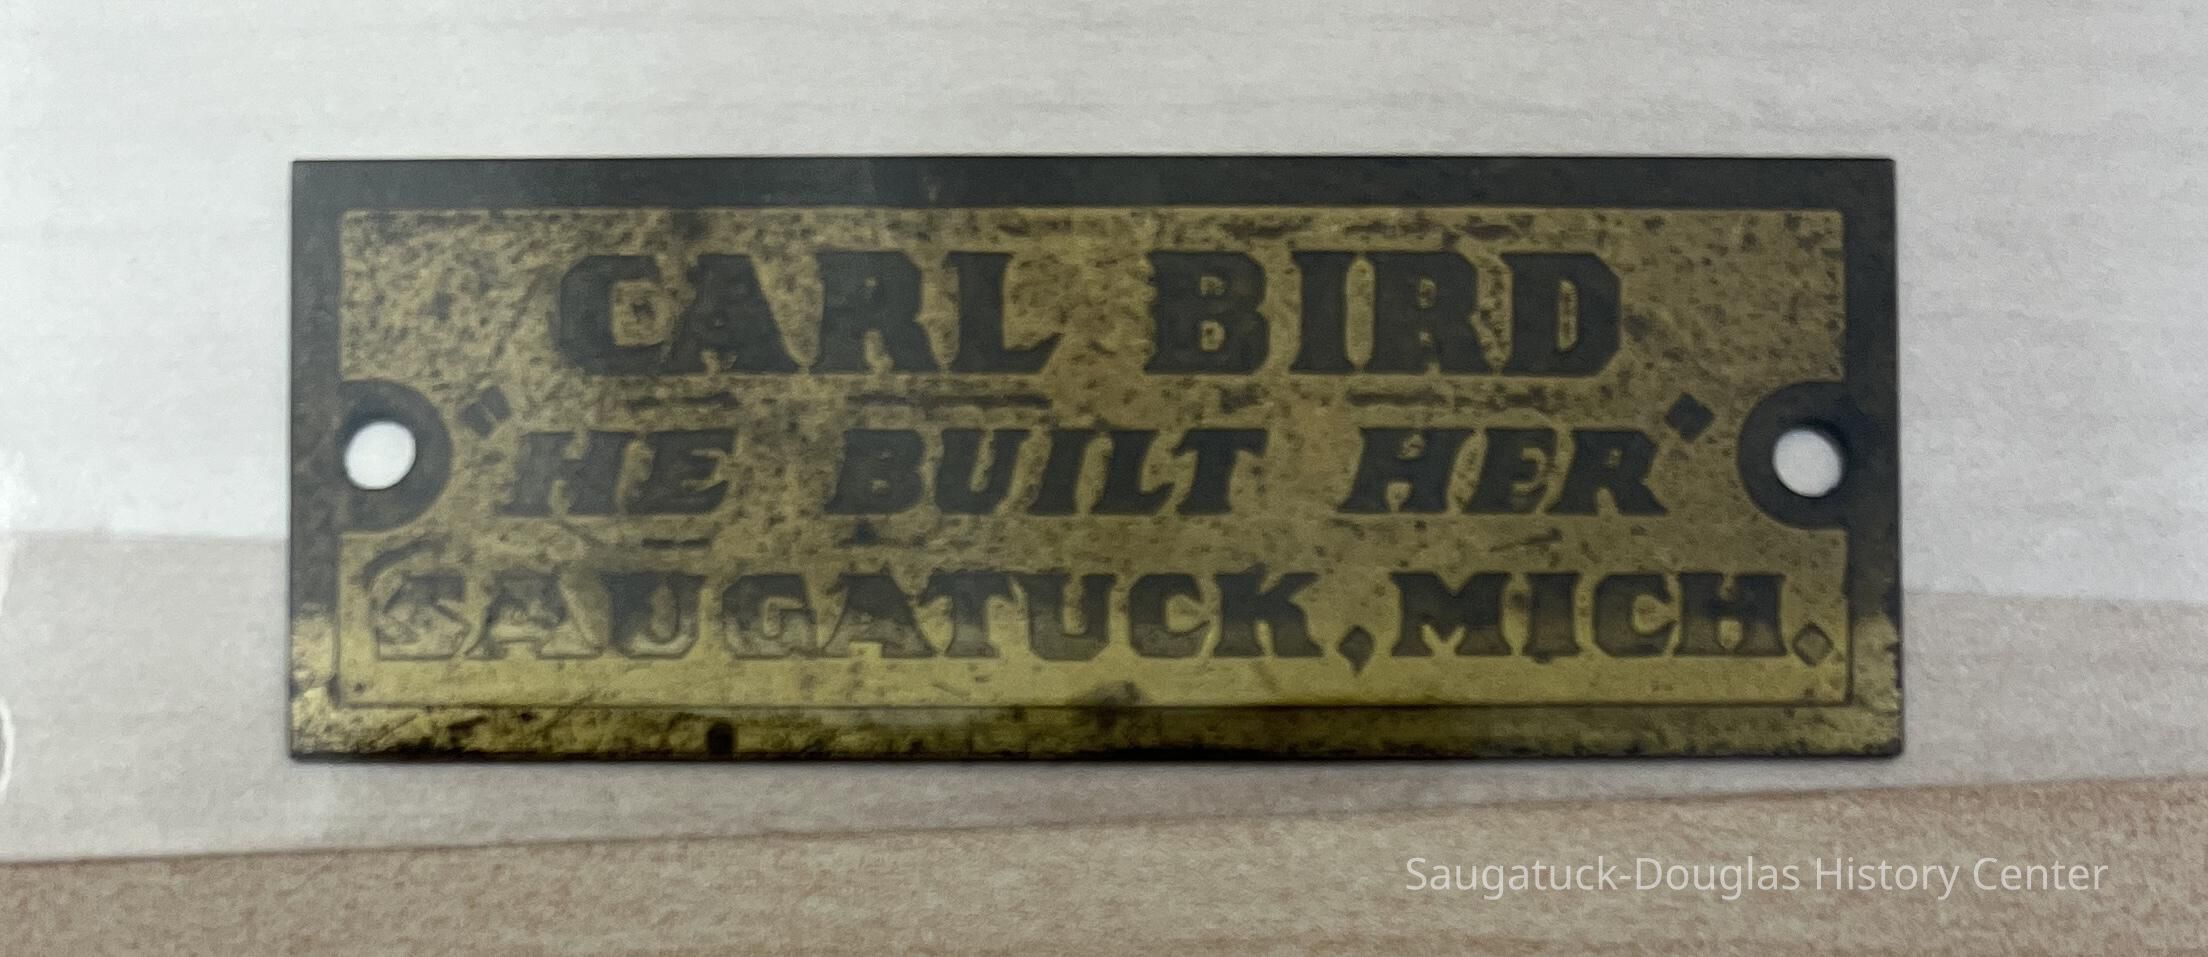 CARL BIRD
"HE BUILT HER"
SAUGATUCK, MICH.
Saugatuck-Douglas History Center